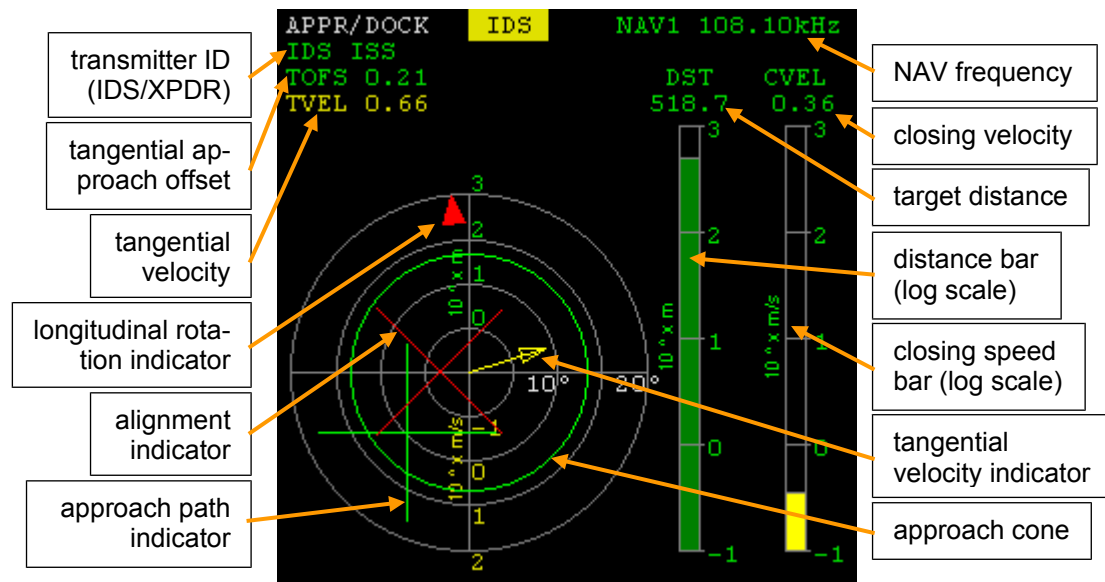 APPR/DOCK IDS NAV1 108.10kHz
IDS ISS
TOFS 0.21
TVEL 0.66
DST CVEL
518.7 0.36
transmitter ID
(IDS/XPDR)
tangential ap-
proach offset
tangential
velocity
longitudinal rota-
tion indicator
alignment
indicator
approach path
indicator
3
2
1
0
10^x m
10° 20°
-1
0
1
2
10^x m/s
3
2
1
0
-1
10^x m
3
2
1
0
-1
10^x m/s
NAV frequency
closing velocity
target distance
distance bar
(log scale)
closing speed
bar (log scale)
tangential
velocity indicator
approach cone